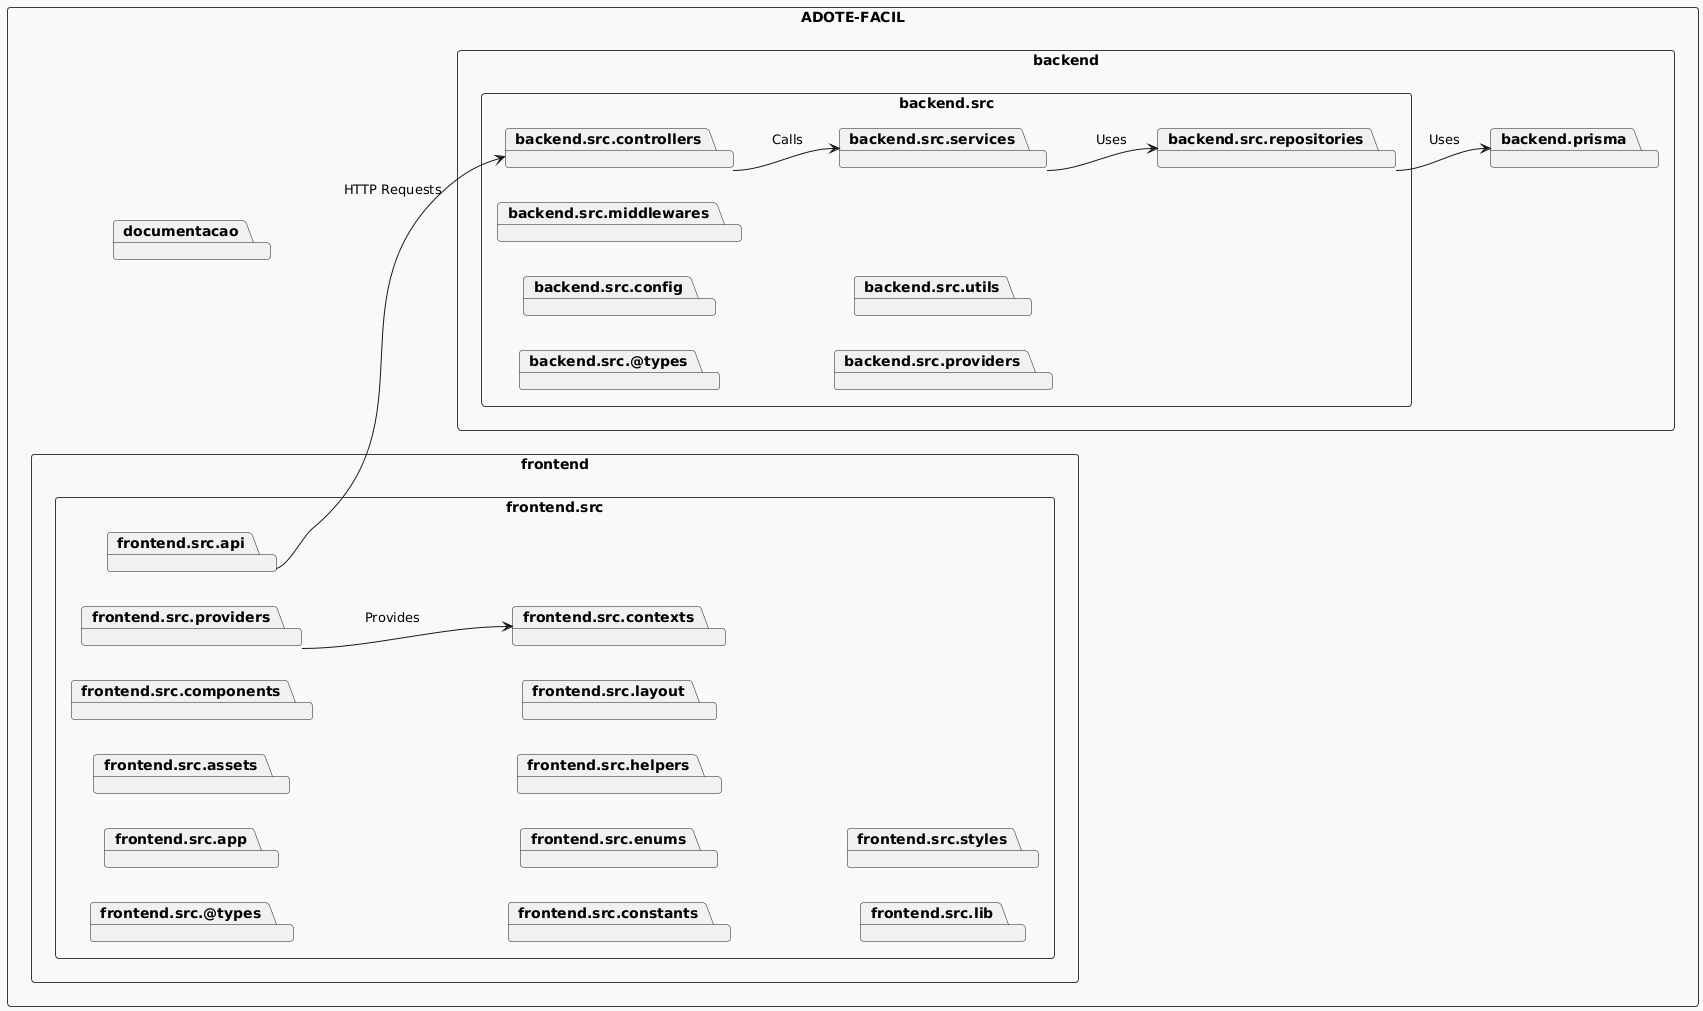 ADOTE-FACIL
backend
backend.src
backend.src.controllers
Calls
backend.src.services
Uses
backend.src.repositories
Uses
backend.prisma
HTTP Requests
backend.src.middlewares
documentacao
backend.src.config
backend.src.utils
backend.src.@types
backend.src.providers
frontend
frontend.src
frontend.src.api
frontend.src.providers
Provides
frontend.src.contexts
frontend.src.components
frontend.src.layout
frontend.src.assets
frontend.src.helpers
frontend.src.app
frontend.src.enums
frontend.src.styles
frontend.src.@types
frontend.src.constants
frontend.src.lib